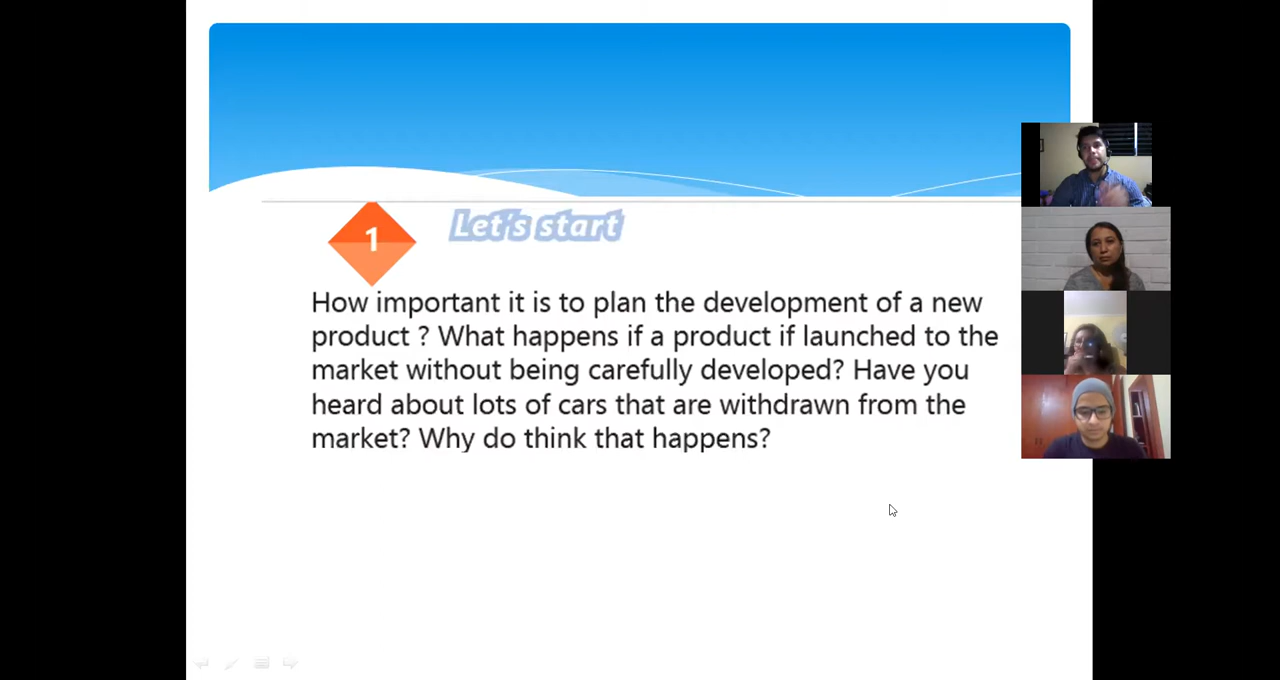 1
Let's start
How important it is to plan the development of a new
product ? What happens if a product if launched to the
market without being carefully developed? Have you
heard about lots of cars that are withdrawn from the
market? Why do think that happens?